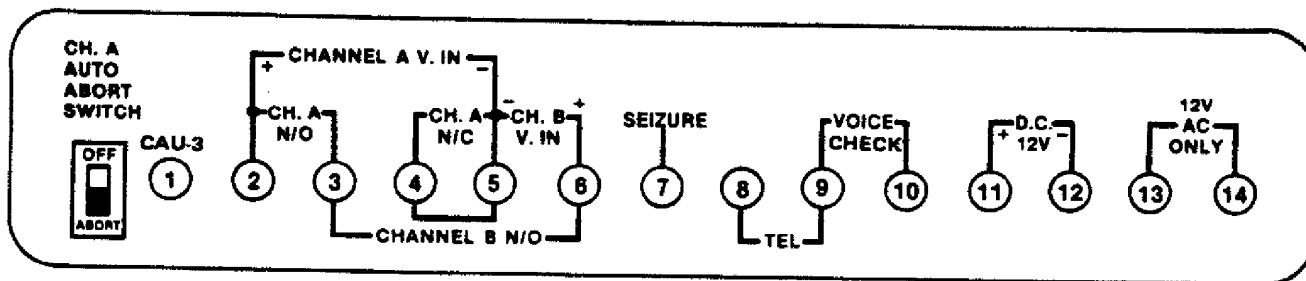 CH. A
AUTO
ABORT
SWITCH
OFF
ABORT
CAU-3
+ CHANNEL A V. IN −
CH. A
N/O
CH. A
N/C
− CH. B +
V. IN
SEIZURE
VOICE
CHECK
+ D.C. −
12V
12V
AC
ONLY
1 2 3 4 5 6 7 8 9 10 11 12 13 14
CHANNEL B N/O
TEL